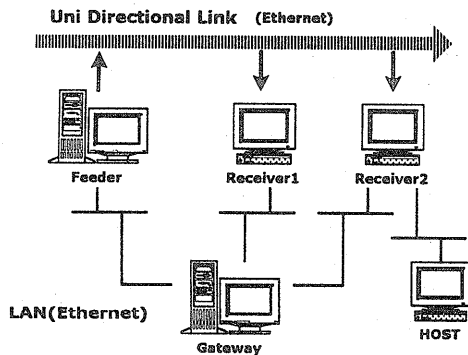 Uni Directional Link (Ethernet)
Feeder
Receiver1
Receiver2
LAN(Ethernet)
Gateway
HOST